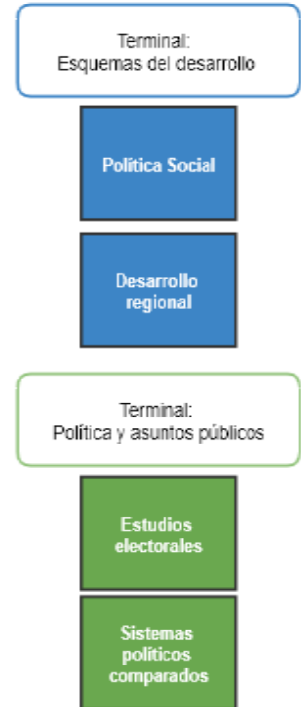 Terminal:
Esquemas del desarrollo
Política Social
Desarrollo
regional
Terminal:
Política y asuntos públicos
Estudios
electorales
Sistemas
políticos
comparados